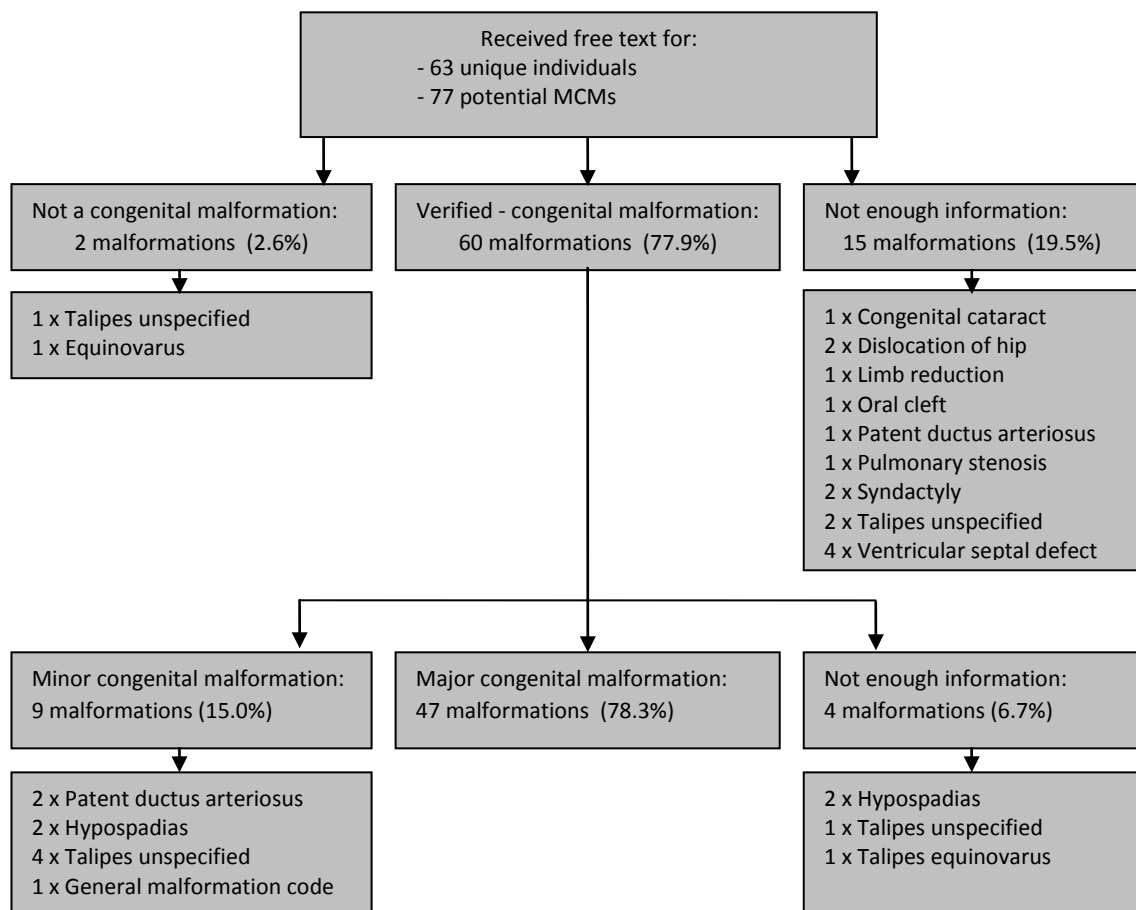 Received free text for:
- 63 unique individuals
- 77 potential MCMs
Not a congenital malformation:
2 malformations (2.6%)
Verified - congenital malformation:
60 malformations (77.9%)
Not enough information:
15 malformations (19.5%)
1 x Talipes unspecified
1 x Equinovarus
1 x Congenital cataract
2 x Dislocation of hip
1 x Limb reduction
1 x Oral cleft
1 x Patent ductus arteriosus
1 x Pulmonary stenosis
2 x Syndactyly
2 x Talipes unspecified
4 x Ventricular septal defect
Minor congenital malformation:
9 malformations (15.0%)
Major congenital malformation:
47 malformations (78.3%)
Not enough information:
4 malformations (6.7%)
2 x Patent ductus arteriosus
2 x Hypospadias
4 x Talipes unspecified
1 x General malformation code
2 x Hypospadias
1 x Talipes unspecified
1 x Talipes equinovarus